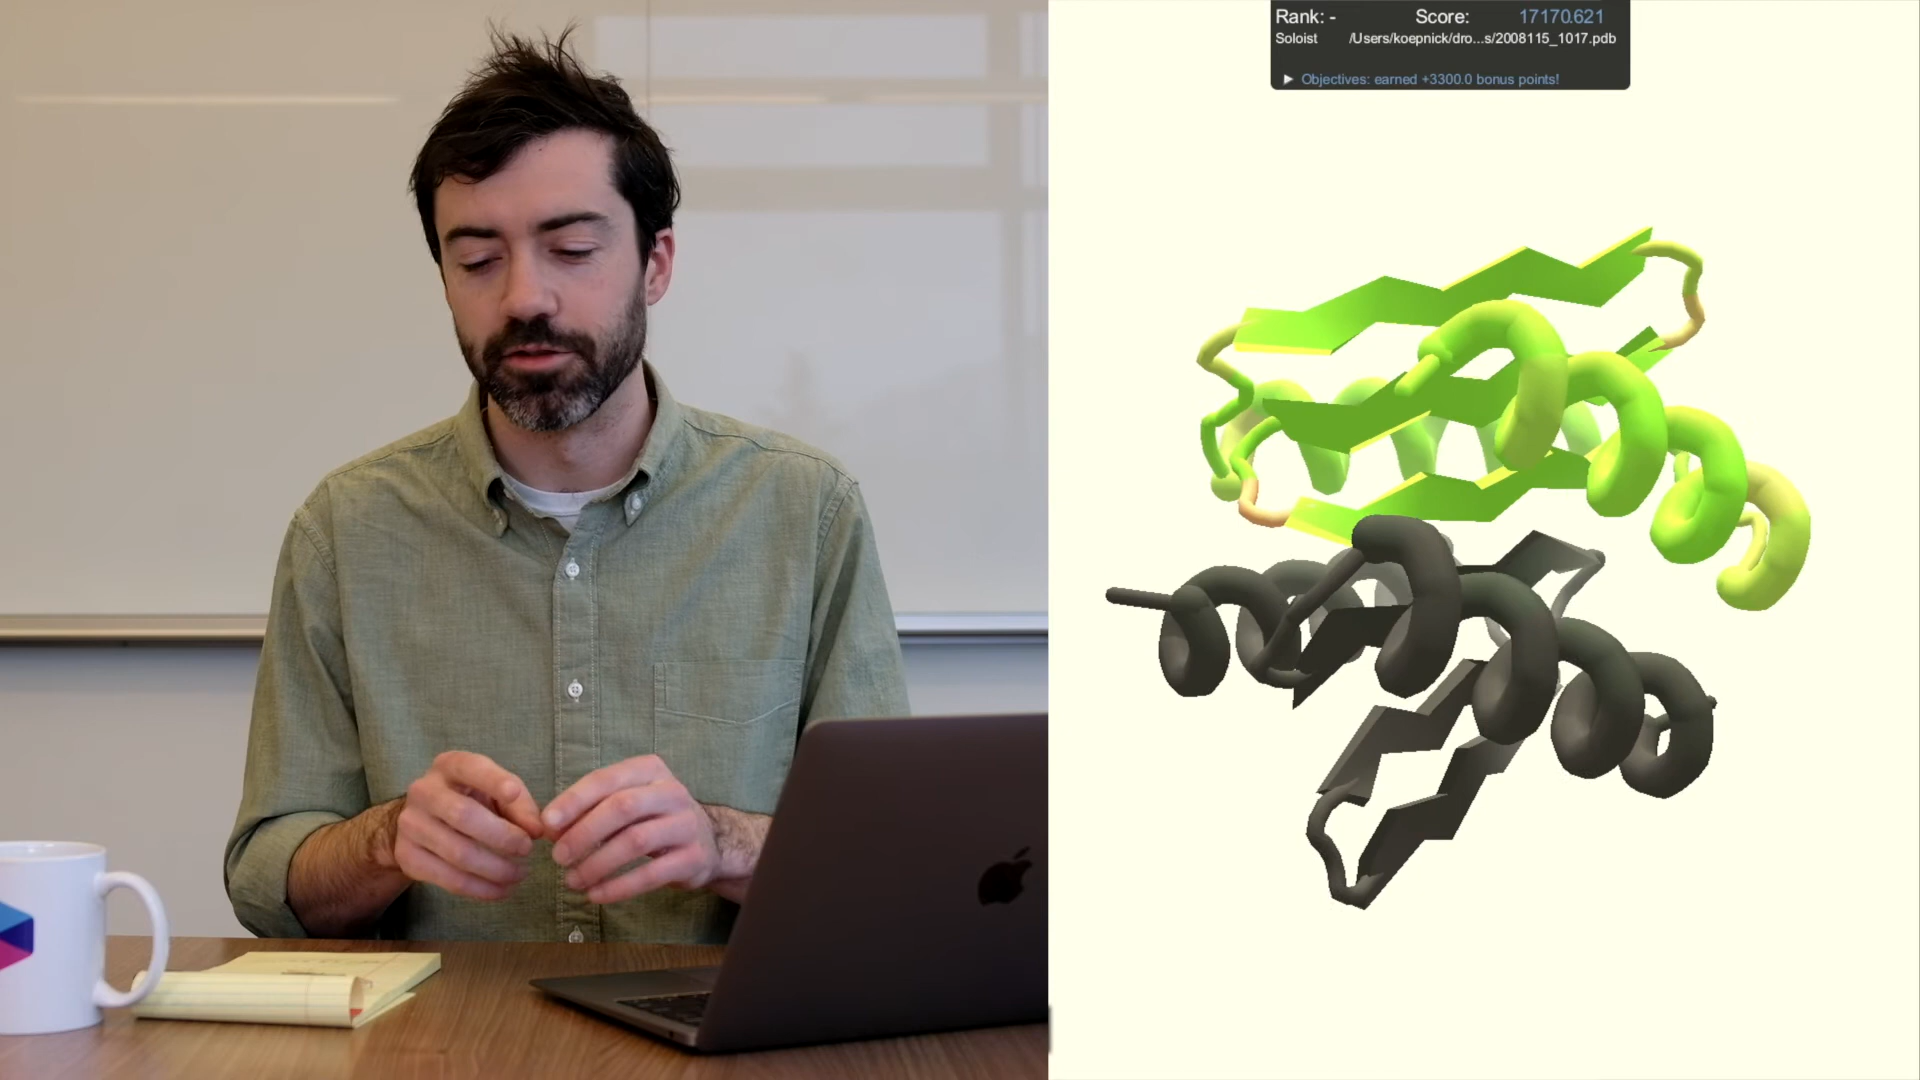 Rank: - Score: 17170.621
Soloist /Users/koepnick/dro...s/2008115_1017.pdb
▶ Objectives: earned +3300.0 bonus points!